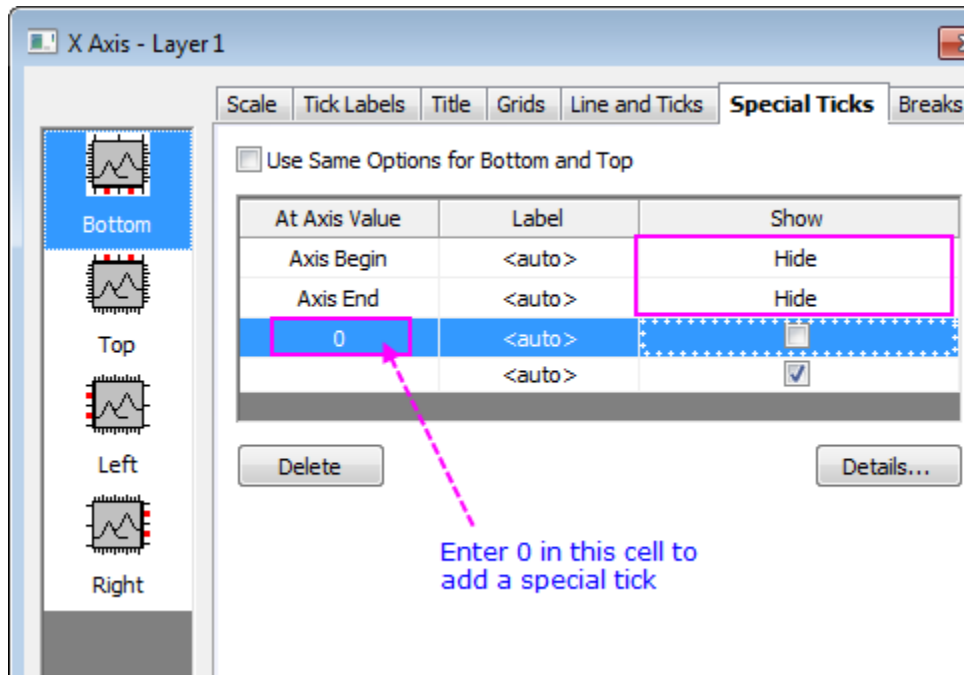 X Axis - Layer 1
Scale Tick Labels Title Grids Line and Ticks Special Ticks Breaks
Use Same Options for Bottom and Top
Bottom
Top
Left
Right
At Axis Value Label Show
Axis Begin <auto> Hide
Axis End <auto> Hide
0 <auto>
<auto>
Delete Details...
Enter 0 in this cell to
add a special tick